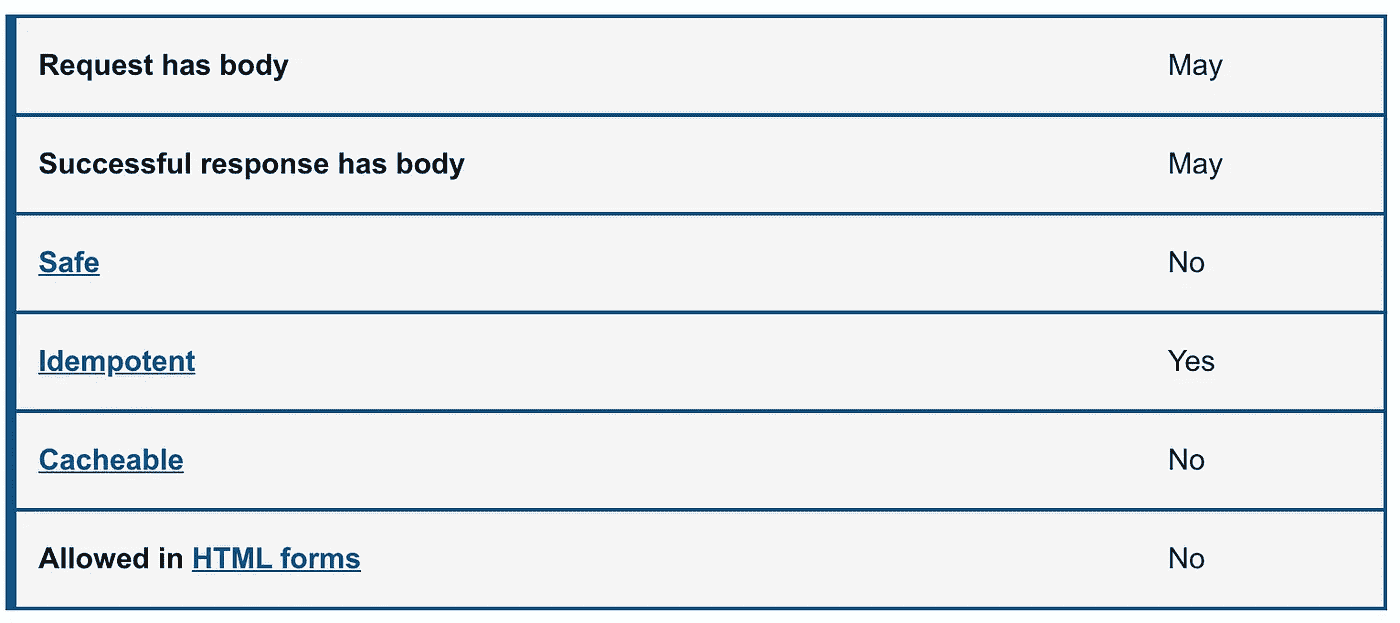 Request has body May
Successful response has body May
Safe No
Idempotent Yes
Cacheable No
Allowed in HTML forms No